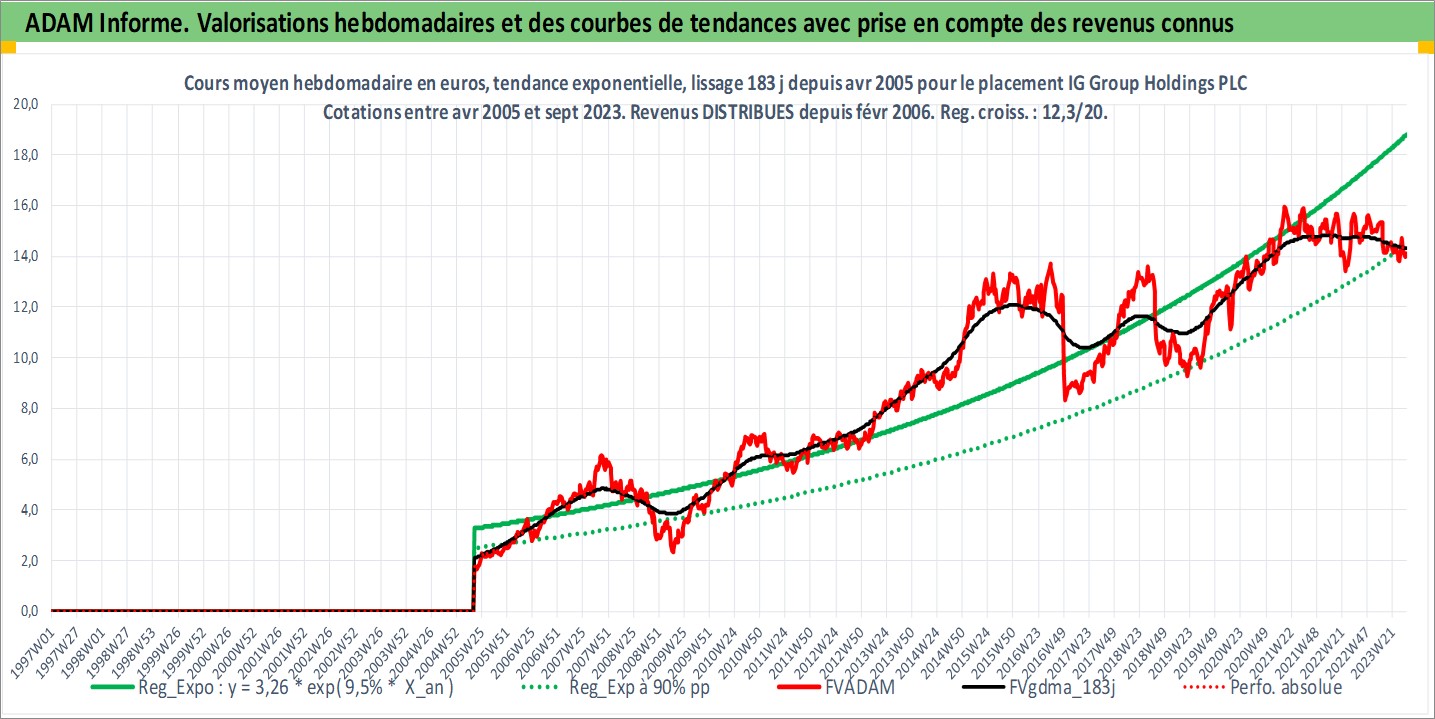 ADAM Informe. Valorisations hebdomadaires et des courbes de tendances avec prise en compte des revenus connus
Cours moyen hebdomadaire en euros, tendance exponentielle, lissage 183 j depuis avr 2005 pour le placement IG Group Holdings PLC
Cotations entre avr 2005 et sept 2023. Revenus DISTRIBUES depuis févr 2006. Reg. croiss. : 12,3/20.
20,0
18,0
16,0
14,0
12,0
10,0
8,0
6,0
4,0
2,0
0,0
1997W01 1997W27 1998W01 1998W27 1998W53 1999W26 1999W52 2000W26 2000W52 2001W26 2001W52 2002W26 2002W52 2003W26 2003W52 2004W26 2004W52 2005W25 2005W51 2006W25 2006W51 2007W25 2007W51 2008W25 2008W51 2009W25 2009W51 2010W24 2010W50 2011W24 2011W50 2012W24 2012W50 2013W24 2013W50 2014W24 2014W50 2015W24 2015W50 2016W23 2016W49 2017W23 2017W49 2018W23 2018W49 2019W23 2019W49 2020W23 2020W49 2021W22 2021W48 2022W21 2022W47 2023W21
Reg_Expo : y = 3,26 * exp( 9,5% * X_an ) Reg_Exp à 90% pp FVADAM FVgdma_183j Perfo. absolue